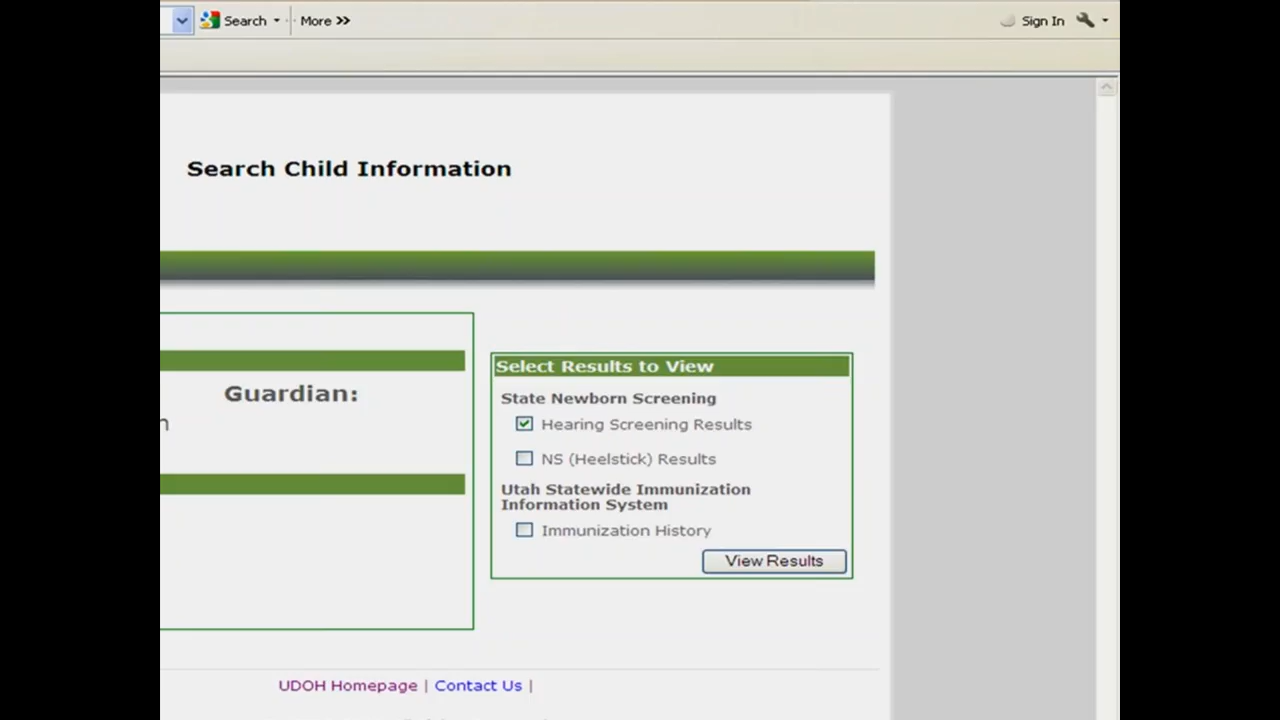 Search More >> Sign In
Search Child Information
Select Results to View
Guardian:
State Newborn Screening
Hearing Screening Results
NS (Heelstick) Results
Utah Statewide Immunization
Information System
Immunization History
View Results
UDOH Homepage | Contact Us |